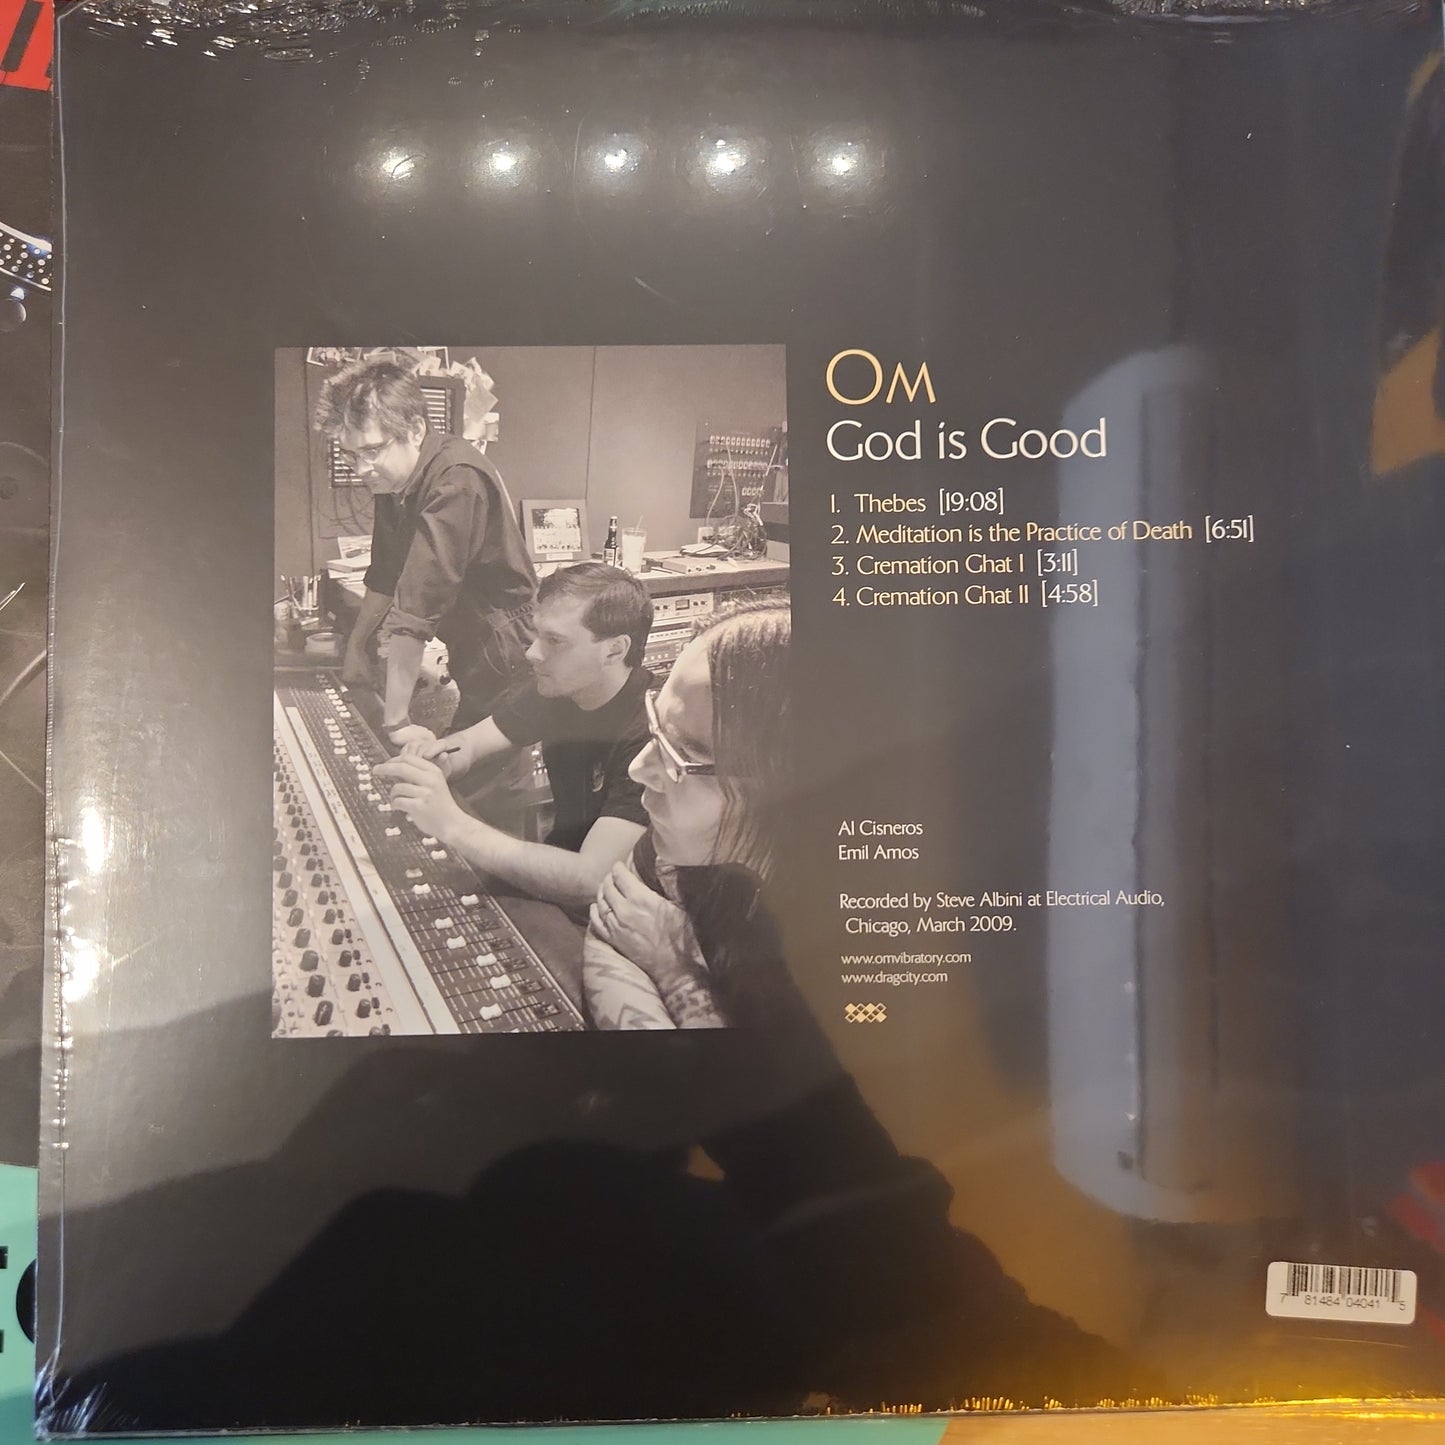 Om
God is Good
1. Thebes [19:08]
2. Meditation is the Practice of Death [6:51]
3. Cremation Ghat I [3:11]
4. Cremation Ghat II [4:58]
Al Cisneros
Emil Amos
Recorded by Steve Albini at Electrical Audio,
Chicago, March 2009.
www.omvibratory.com
www.dragcity.com
7 81484 04041 5